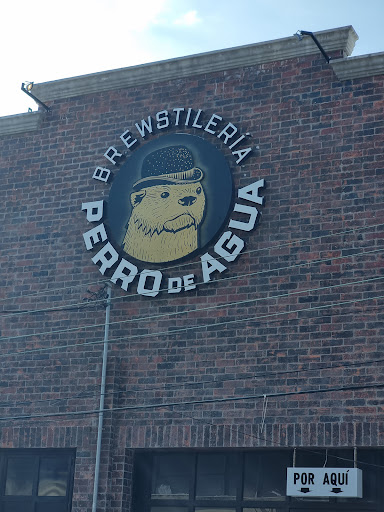 BREWSTILERÍA
PERRO DE AGUA
POR AQUÍ